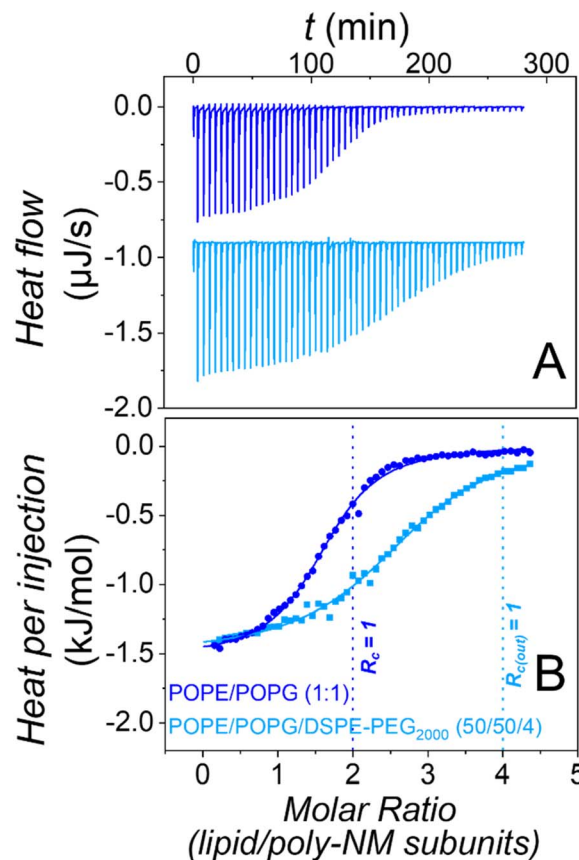 t (min)
0 100 200 300
0.0
-0.5
-1.0
-1.5
-2.0
Heat flow
(µJ/s)
A
0.0
-0.5
-1.0
-1.5
-2.0
Heat per injection
(kJ/mol)
R_c = 1
R_c(out) = 1
B
POPE/POPG (1:1)
POPE/POPG/DSPE-PEG₂₀₀₀ (50/50/4)
0 1 2 3 4 5
Molar Ratio
(lipid/poly-NM subunits)